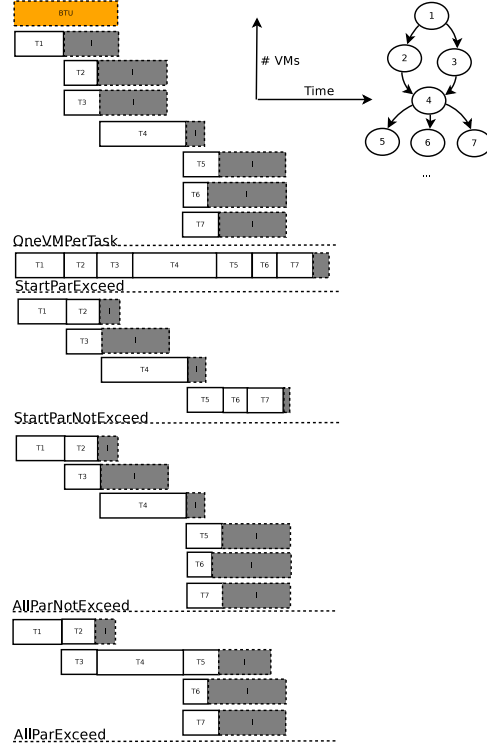 BTU
T1 I
T2 I
T3 I
T4 I
T5 I
T6 I
T7 I
OneVMPerTask
# VMs
Time
1
2 3
4
5 6 7
...
T1 T2 T3 T4 T5 T6 T7
StartParExceed
T1 T2 I
T3 I
T4 I
T5 T6 T7
StartParNotExceed
T1 T2 I
T3 I
T4 I
T5 I
T6 I
T7 I
AllParNotExceed
T1 T2 I
T3 T4 T5 I
T6 I
T7 I
AllParExceed